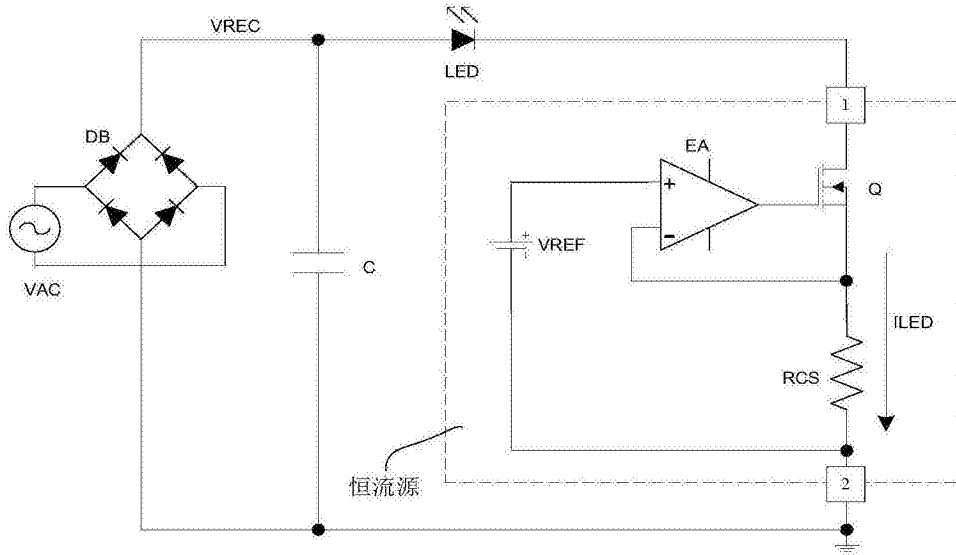 VREC
LED
1
DB
EA
+
Q
-
VREF
+
VAC
C
ILED
RCS
恒流源
2